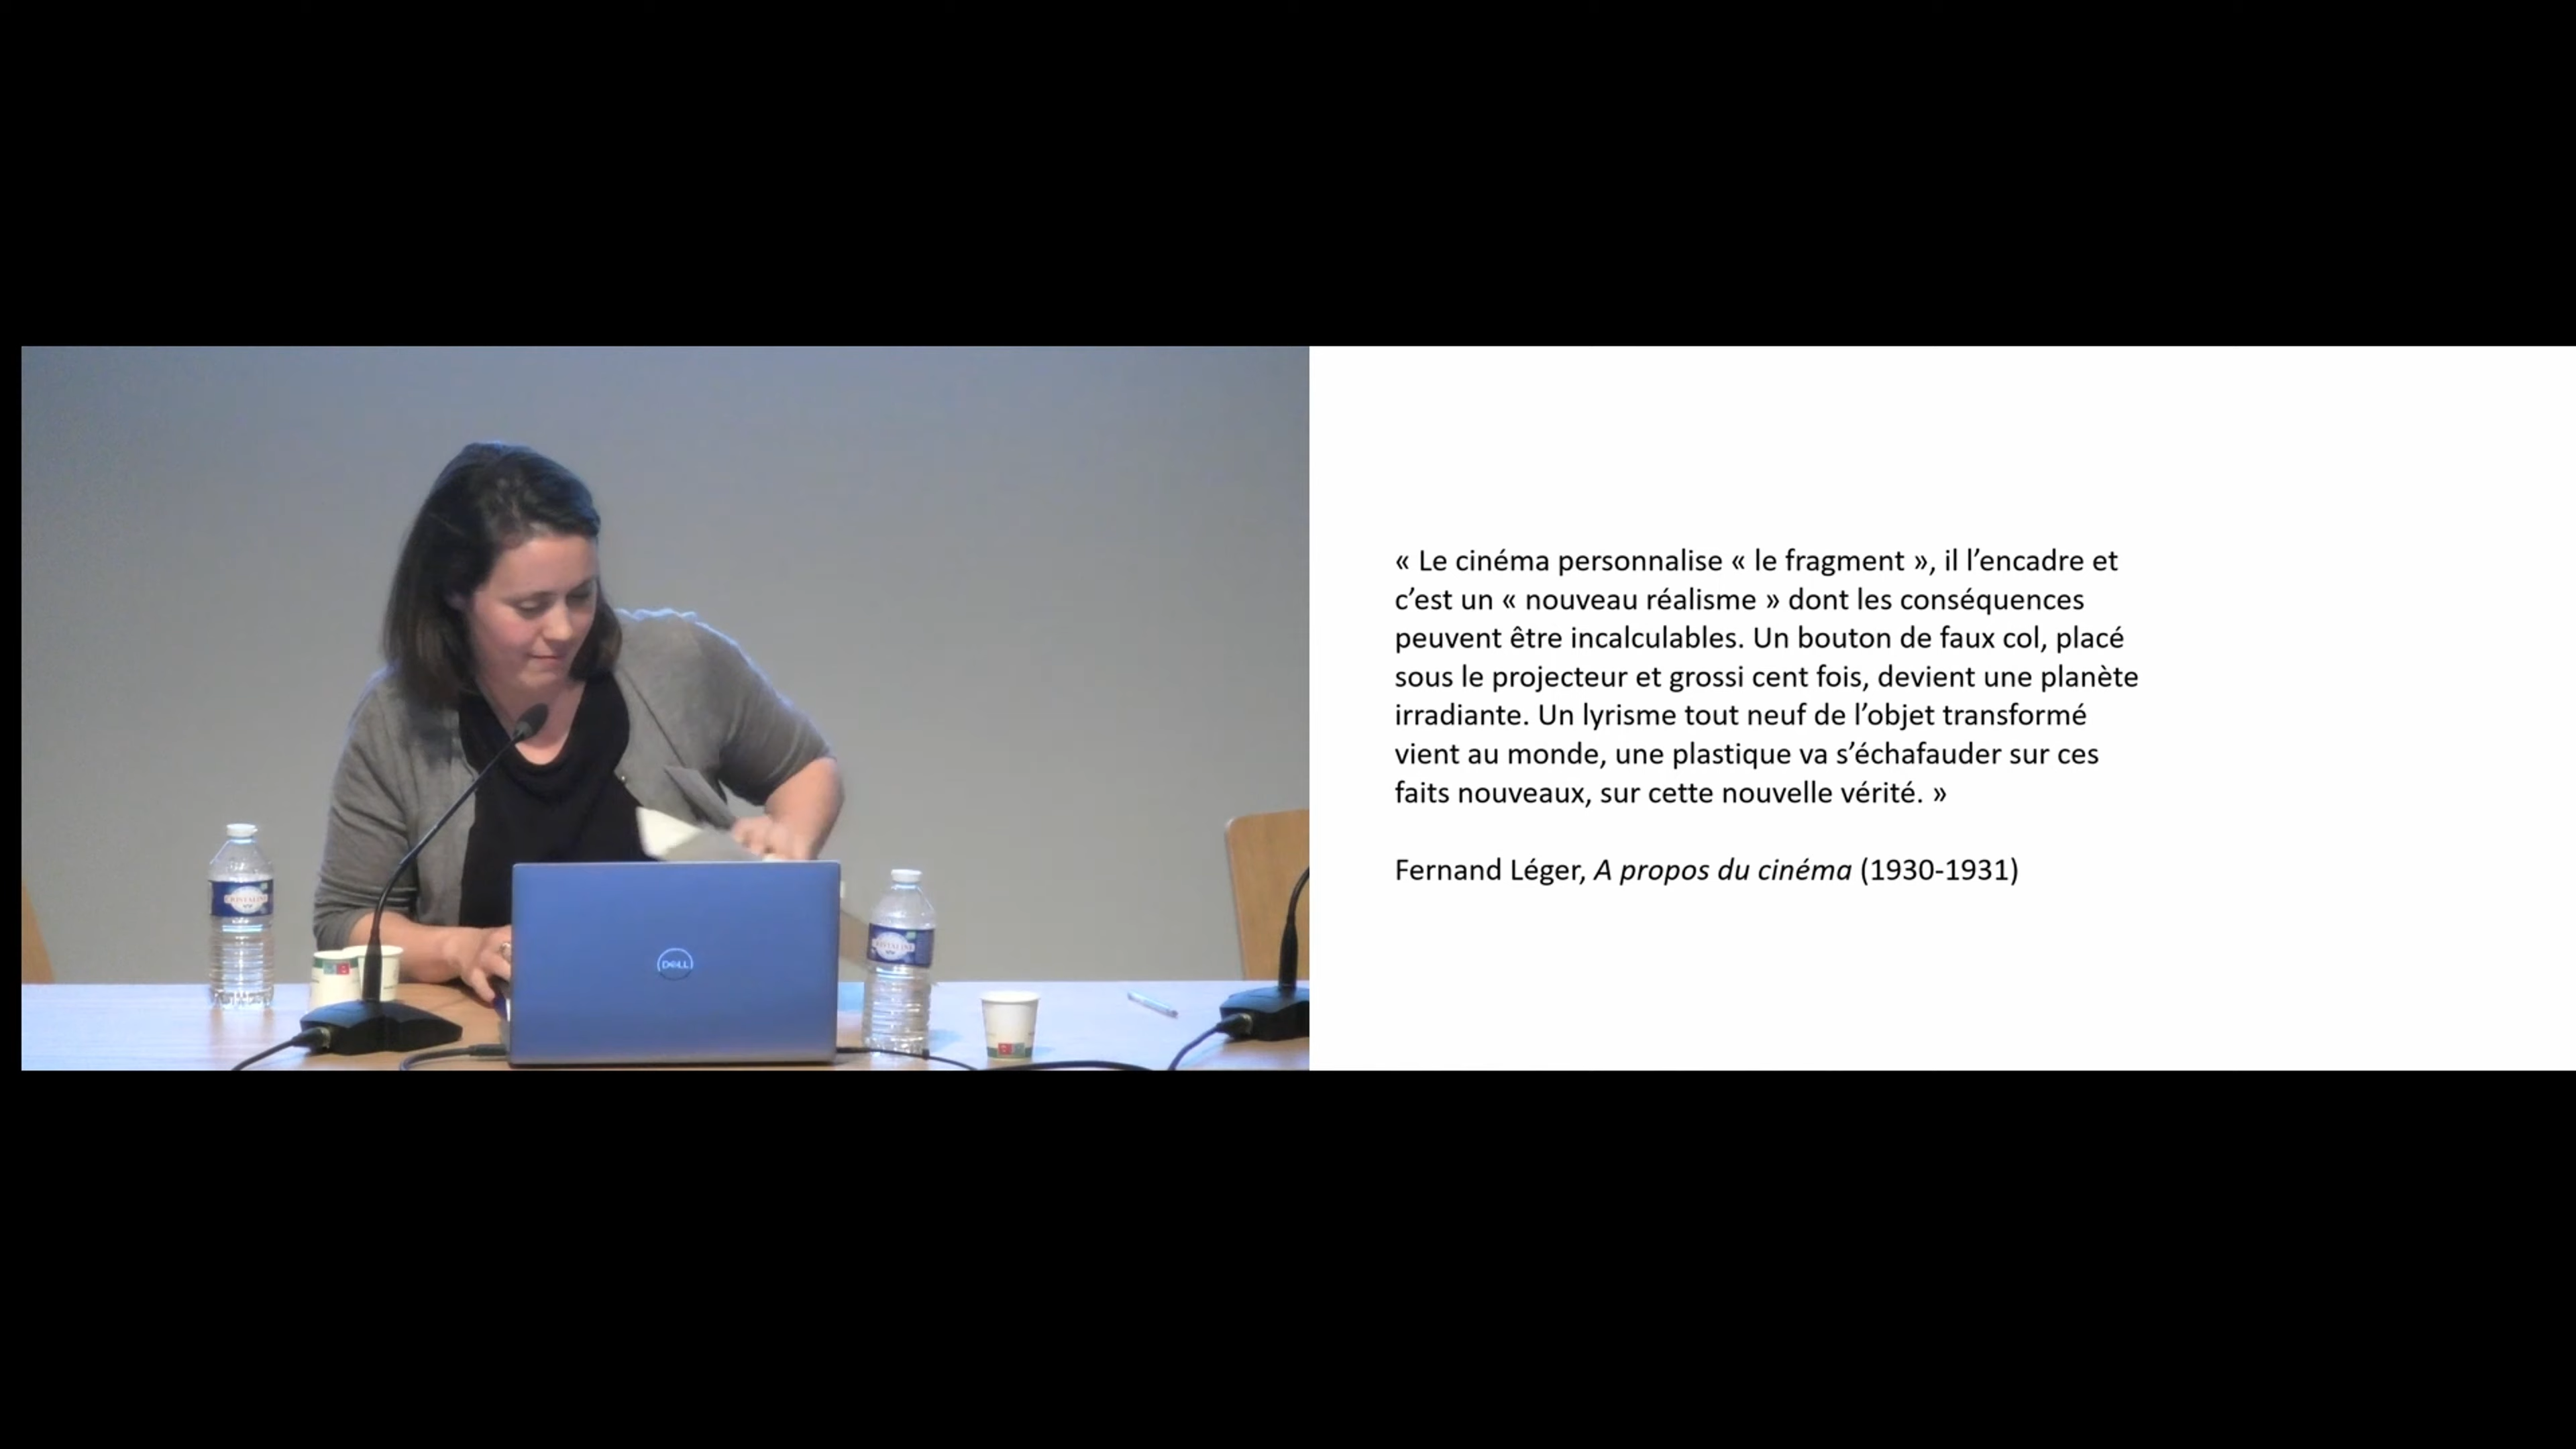 « Le cinéma personnalise « le fragment », il l’encadre et
c’est un « nouveau réalisme » dont les conséquences
peuvent être incalculables. Un bouton de faux col, placé
sous le projecteur et grossi cent fois, devient une planète
irradiante. Un lyrisme tout neuf de l’objet transformé
vient au monde, une plastique va s’échafauder sur ces
faits nouveaux, sur cette nouvelle vérité. »
Fernand Léger, A propos du cinéma (1930-1931)
DELL